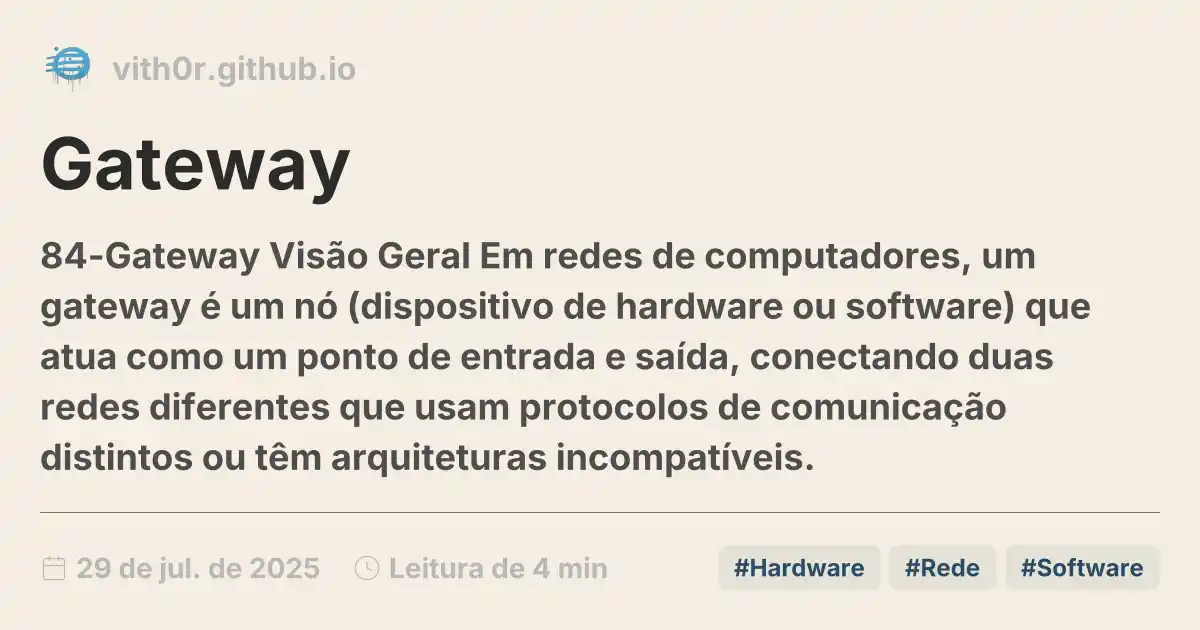 vith0r.github.io
Gateway
84-Gateway Visão Geral Em redes de computadores, um
gateway é um nó (dispositivo de hardware ou software) que
atua como um ponto de entrada e saída, conectando duas
redes diferentes que usam protocolos de comunicação
distintos ou têm arquiteturas incompatíveis.
29 de jul. de 2025 Leitura de 4 min #Hardware #Rede #Software